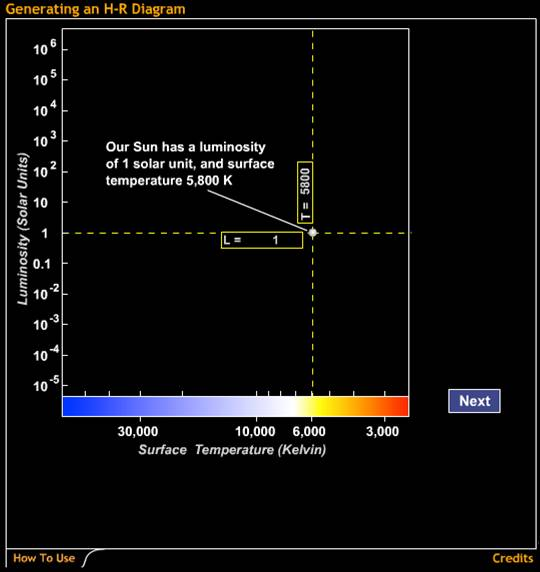 Generating an H-R Diagram
10^6
10^5
10^4
10^3
10^2
10
1
0.1
10^-2
10^-3
10^-4
10^-5
Luminosity (Solar Units)
Our Sun has a luminosity
of 1 solar unit, and surface
temperature 5,800 K
T = 5800
L = 1
30,000 10,000 6,000 3,000
Surface Temperature (Kelvin)
Next
How To Use
Credits